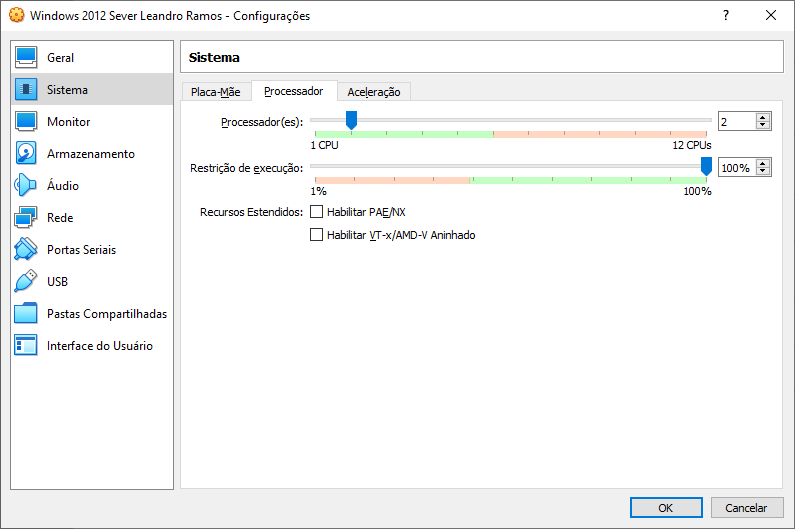 Windows 2012 Sever Leandro Ramos - Configurações
?
Geral
Sistema
Monitor
Armazenamento
Áudio
Rede
Portas Seriais
USB
Pastas Compartilhadas
Interface do Usuário
Sistema
Placa-Mãe Processador Aceleração
Processador(es): 2
1 CPU 12 CPUs
Restrição de execução: 100%
1% 100%
Recursos Estendidos: Habilitar PAE/NX
Habilitar VT-x/AMD-V Aninhado
OK Cancelar